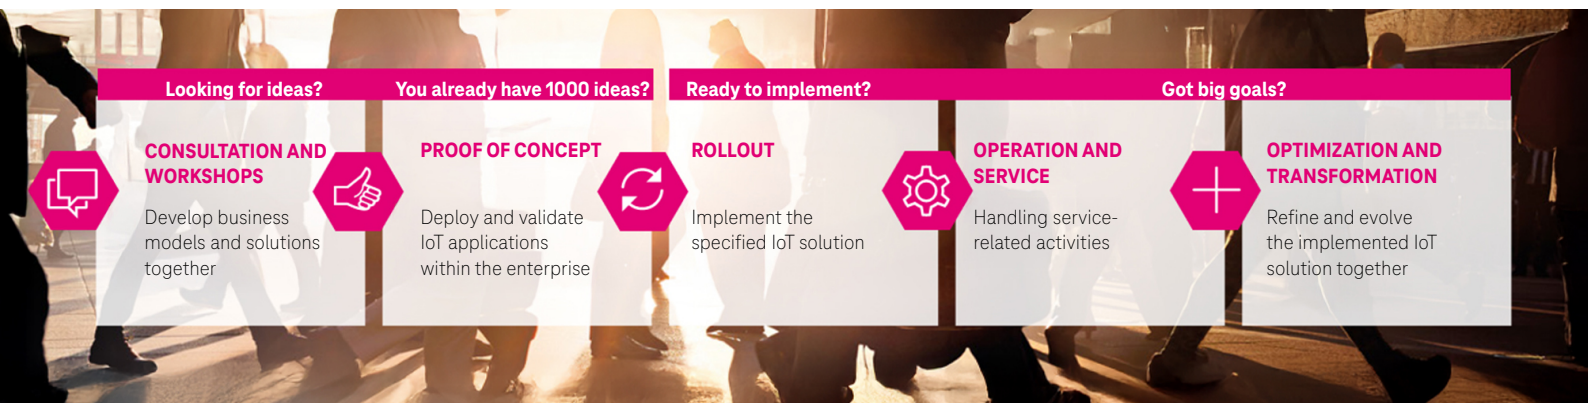 Looking for ideas?
You already have 1000 ideas?
Ready to implement?
Got big goals?
CONSULTATION AND
WORKSHOPS
Develop business
models and solutions
together
PROOF OF CONCEPT
Deploy and validate
IoT applications
within the enterprise
ROLLOUT
Implement the
specified IoT solution
OPERATION AND
SERVICE
Handling service-
related activities
OPTIMIZATION AND
TRANSFORMATION
Refine and evolve
the implemented IoT
solution together